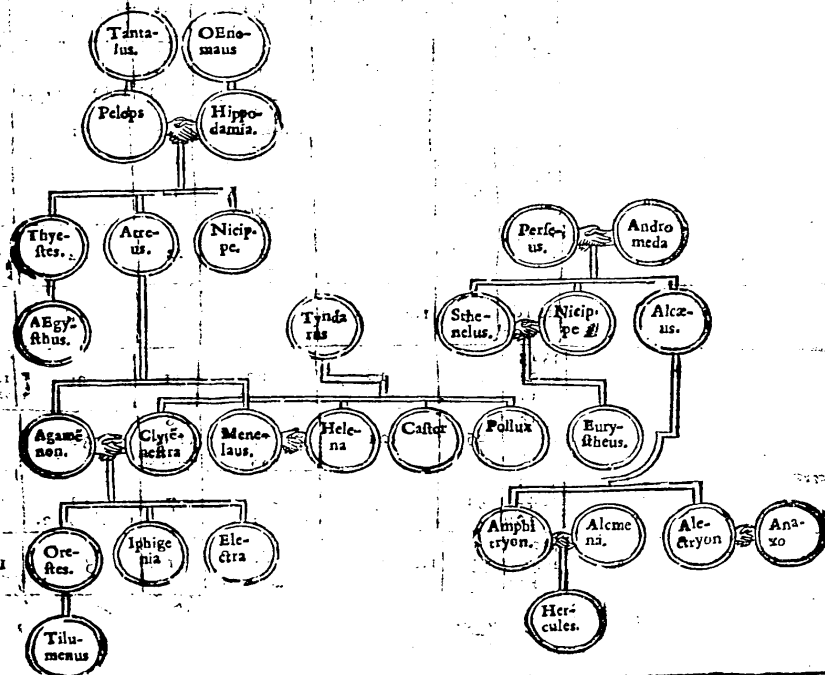 Tanta-
lus.
OEno-
maus
Pelops
Hippo-
damia.
Thye-
ſtes.
Atre-
us.
Nicip-
pe.
Perſe-
us.
Andro
meda
AEgy-
ſthus.
Tynda
rus
Sthe-
nelus.
Nicip-
pe
Alcæ-
us.
Agamē
non.
Clytē-
neſtra
Mene-
laus.
Hele-
na
Caſtor
Pollux
Eury-
ſtheus.
Ore-
ſtes.
Iphige
nia
Ele-
ctra
Amphi
tryon.
Alcme
na.
Ale-
ctryon
Ana-
xo
Her-
cules.
Tilu-
menus